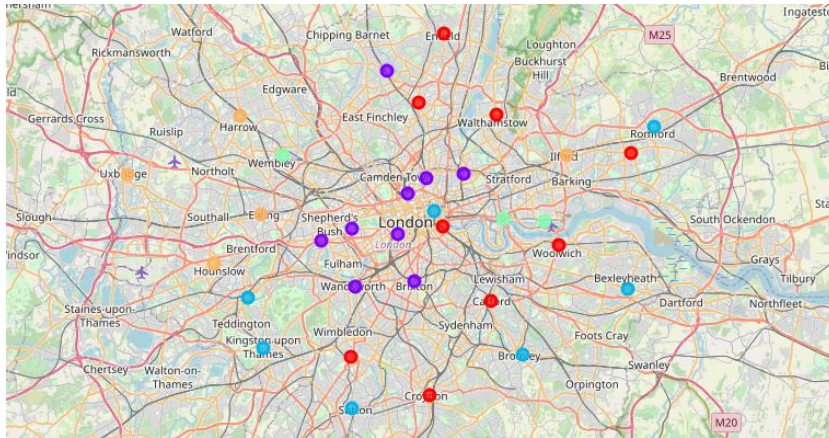 Watford
Chipping Barnet
Enfield
Loughton
M25
Ingatest
Rickmansworth
Buckhurst
Hill
Brentwood
Edgware
Gerrards Cross
Ruislip
Harrow
East Finchley
Walthamstow
Romford
Wembley
Ilford
Uxbridge
Northolt
Camden Town
Stratford
Barking
Slough
Southall
Ealing
Shepherd's
Bush
London
South Ockendon
London
Brentford
Woolwich
Grays
Hounslow
Fulham
Lewisham
Bexleyheath
Tilbury
Wandsworth
Brixton
Catford
Dartford
Northfleet
Staines-upon-
Thames
Teddington
Wimbledon
Sydenham
Foots Cray
Kingston upon
Thames
Bromley
Chertsey
Walton-on-
Thames
Swanley
Orpington
Sutton
Croydon
M20